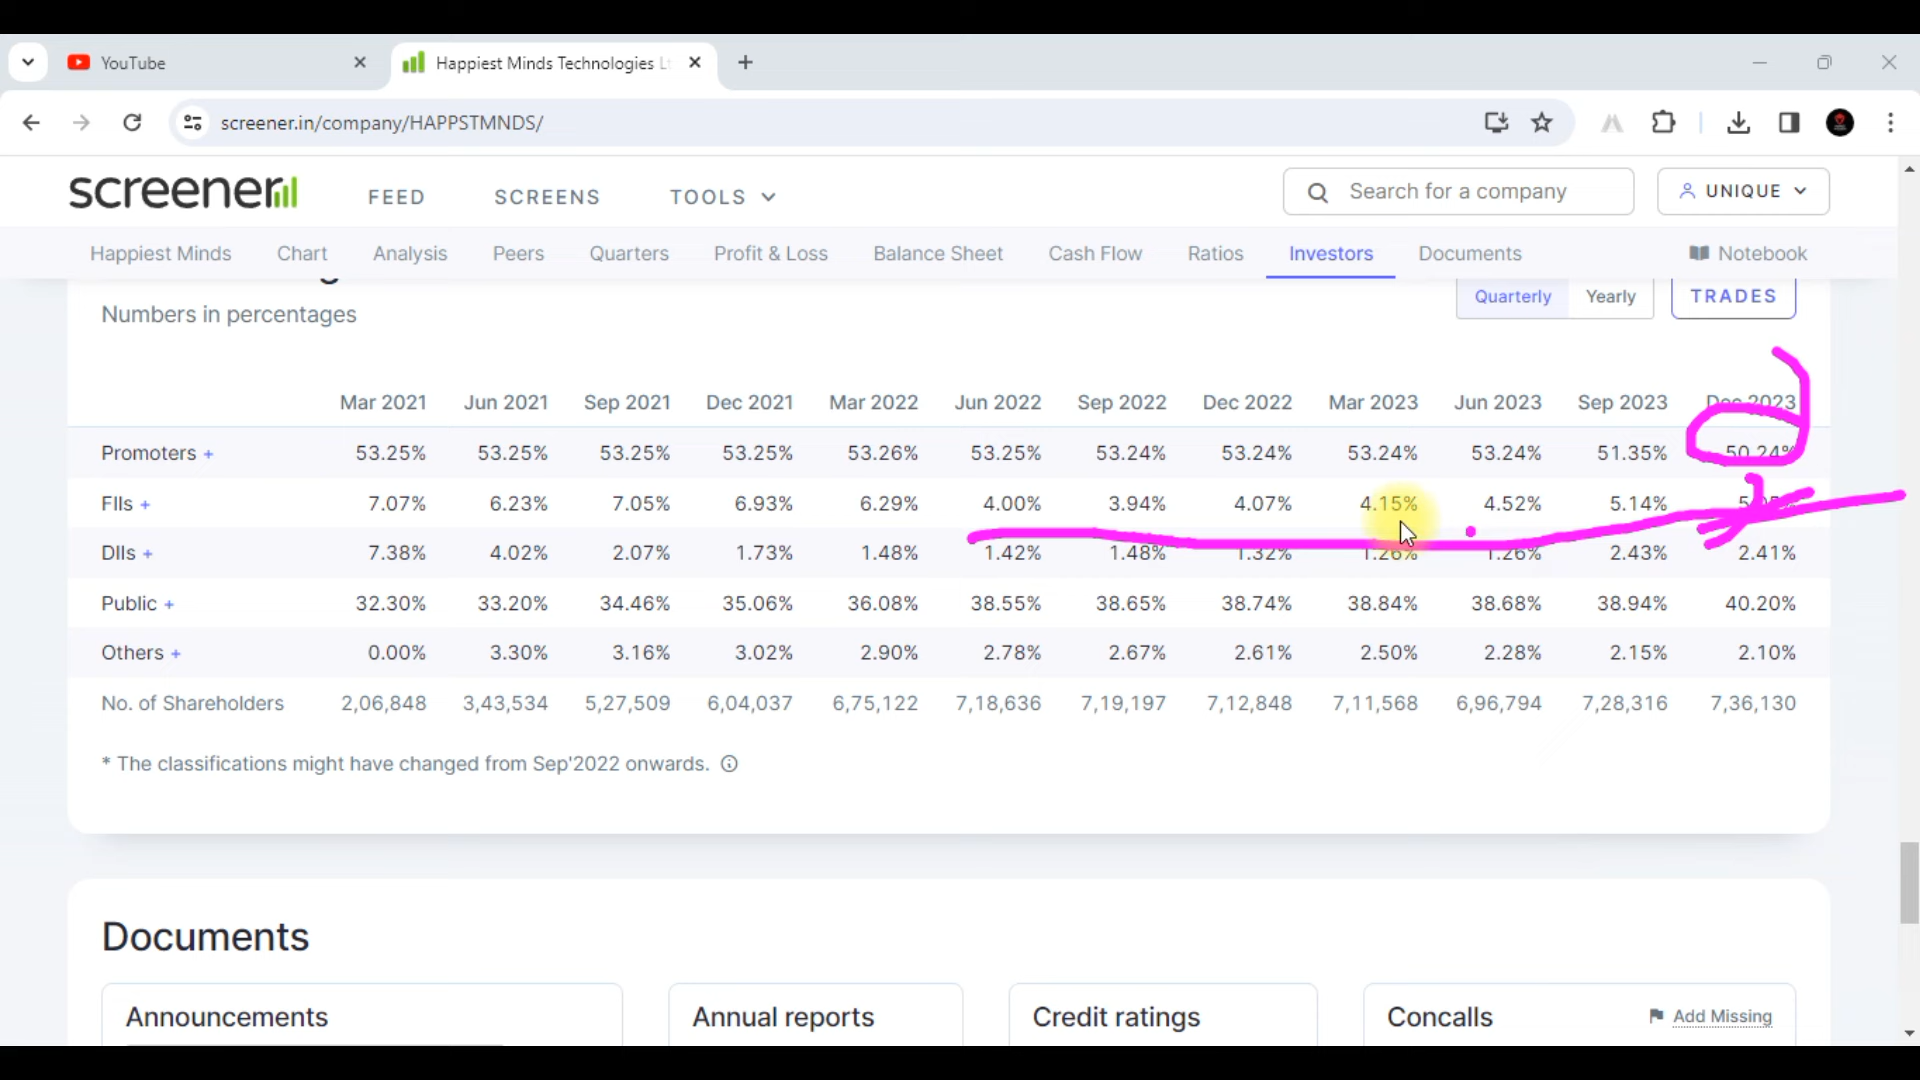 YouTube
Happiest Minds Technologies
screener.in/company/HAPPSTMNDS/
screener
FEED SCREENS TOOLS
Search for a company
UNIQUE
Happiest Minds Chart Analysis Peers Quarters Profit & Loss Balance Sheet Cash Flow Ratios Investors Documents Notebook
Numbers in percentages
Quarterly Yearly TRADES
Mar 2021 Jun 2021 Sep 2021 Dec 2021 Mar 2022 Jun 2022 Sep 2022 Dec 2022 Mar 2023 Jun 2023 Sep 2023 Dec 2023
Promoters + 53.25% 53.25% 53.25% 53.25% 53.26% 53.25% 53.24% 53.24% 53.24% 53.24% 51.35% 50.24%
FIIs + 7.07% 6.23% 7.05% 6.93% 6.29% 4.00% 3.94% 4.07% 4.15% 4.52% 5.14%
DIIs + 7.38% 4.02% 2.07% 1.73% 1.48% 1.42% 1.48% 1.32% 1.26% 1.26% 2.43% 2.41%
Public + 32.30% 33.20% 34.46% 35.06% 36.08% 38.55% 38.65% 38.74% 38.84% 38.68% 38.94% 40.20%
Others + 0.00% 3.30% 3.16% 3.02% 2.90% 2.78% 2.67% 2.61% 2.50% 2.28% 2.15% 2.10%
No. of Shareholders 2,06,848 3,43,534 5,27,509 6,04,037 6,75,122 7,18,636 7,19,197 7,12,848 7,11,568 6,96,794 7,28,316 7,36,130
* The classifications might have changed from Sep'2022 onwards.
Documents
Announcements
Annual reports
Credit ratings
Concalls
Add Missing